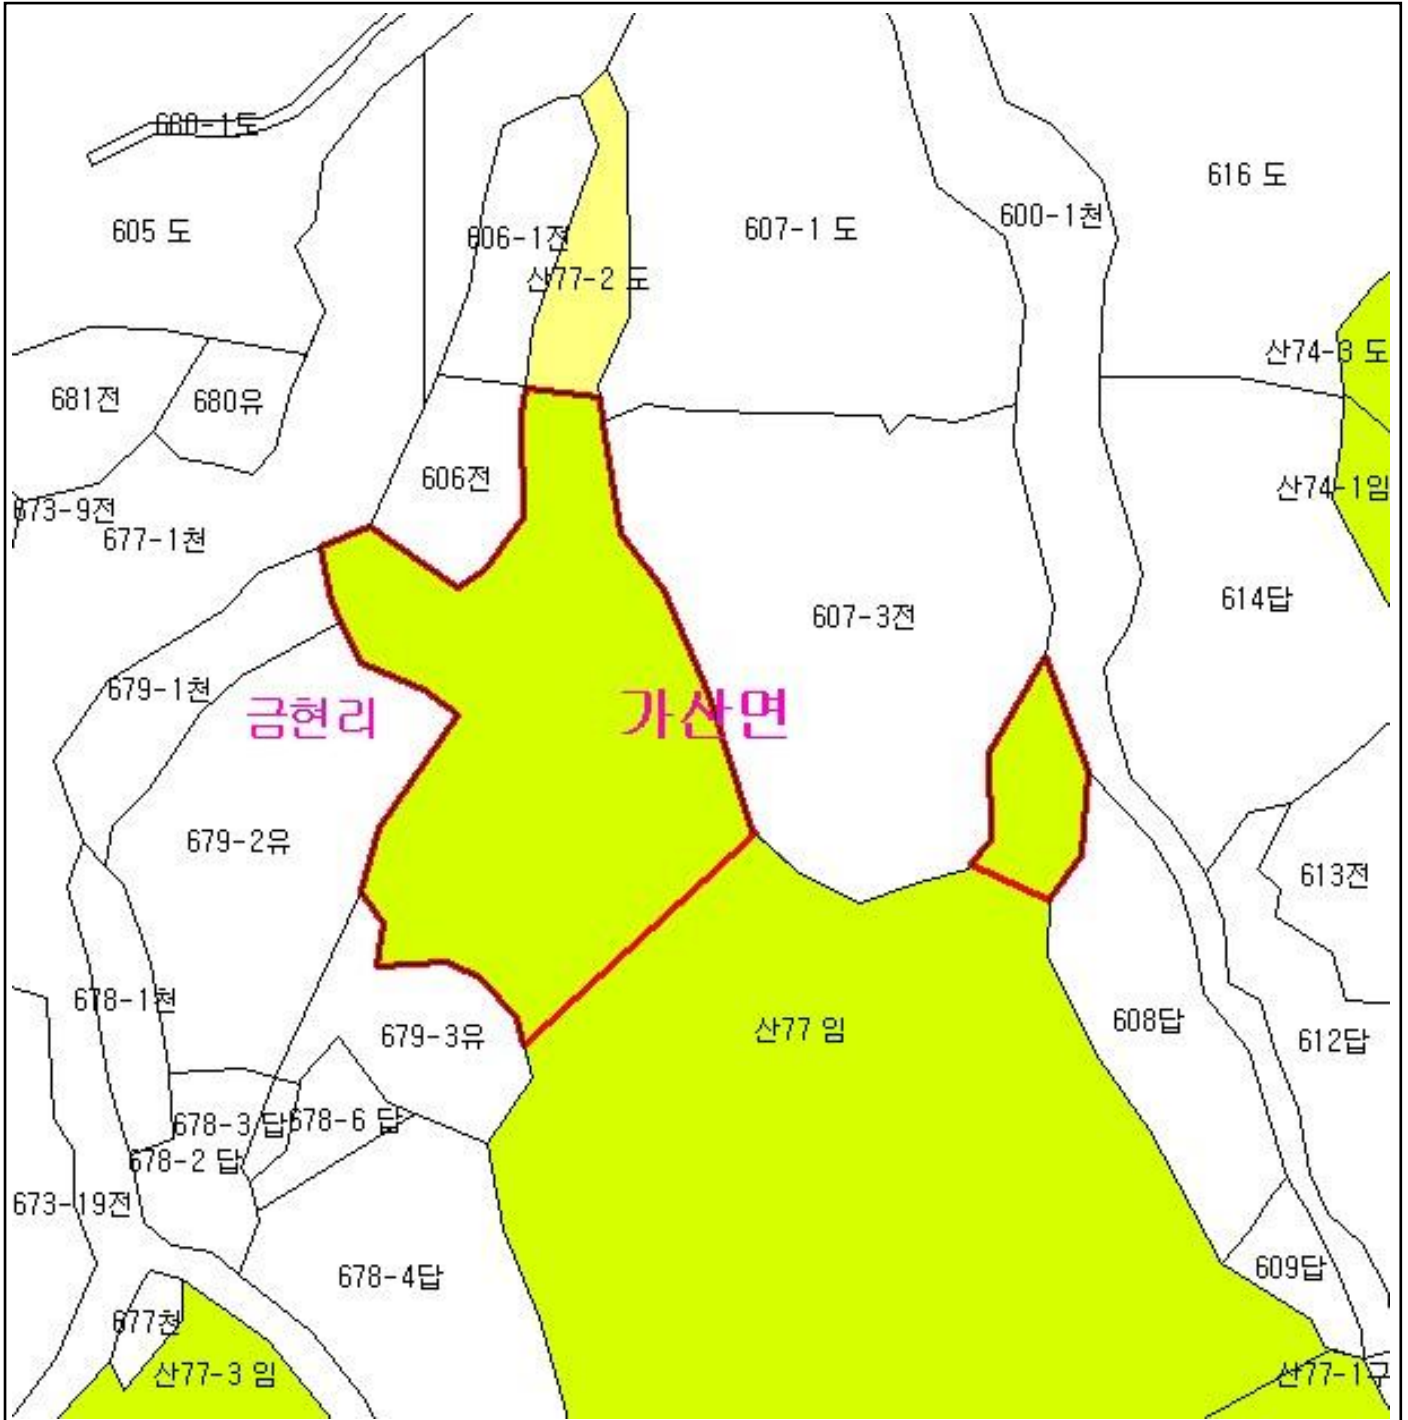 680-1도
616 도
600-1천
605 도
607-1 도
606-1전
산77-2 도
산74-3 도
681전
680유
606전
산74-1임
673-9전
677-1천
614답
607-3전
679-1천
금현리
가산면
679-2유
613전
678-1천
608답
산77 임
679-3유
612답
678-3 답
678-6 답
678-2 답
673-19전
609답
678-4답
677천
산77-3 임
산77-1구